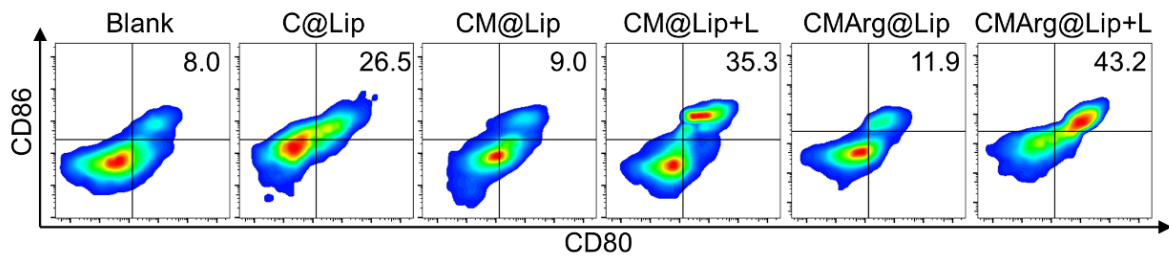 Blank C@Lip CM@Lip CM@Lip+L CMArg@Lip CMArg@Lip+L
8.0 26.5 9.0 35.3 11.9 43.2
CD86
CD80